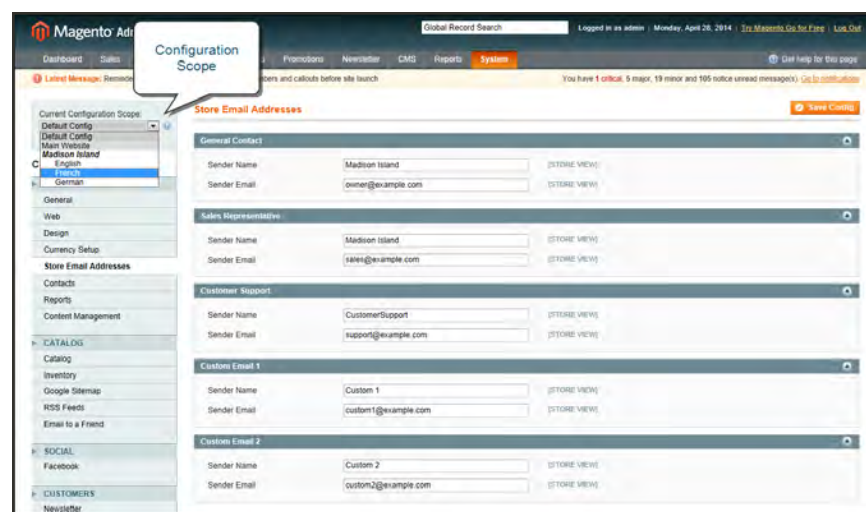 Magento Ad
Global Record Search
Logged in as admin | Monday, April 28, 2014 | Try Magento Go for Free | Log Out
Configuration
Scope
Dashboard Sales Promotions Newsletter CMS Reports System
Get help for this page
Latest Message: Reminde
bers and callouts before site launch
You have 1 critical, 5 major, 19 minor and 105 notice unread message(s). Go to notifications
Current Configuration Scope:
Default Config
Default Config
Main Website
Madison Island
English
French
German
C
General
Web
Design
Currency Setup
Store Email Addresses
Contacts
Reports
Content Management
CATALOG
Catalog
Inventory
Google Sitemap
RSS Feeds
Email to a Friend
SOCIAL
Facebook
CUSTOMERS
Newsletter
Store Email Addresses
Save Config
General Contact
Sender Name Madison Island [STORE VIEW]
Sender Email owner@example.com [STORE VIEW]
Sales Representative
Sender Name Madison Island [STORE VIEW]
Sender Email sales@example.com [STORE VIEW]
Customer Support
Sender Name CustomerSupport [STORE VIEW]
Sender Email support@example.com [STORE VIEW]
Custom Email 1
Sender Name Custom 1 [STORE VIEW]
Sender Email custom1@example.com [STORE VIEW]
Custom Email 2
Sender Name Custom 2 [STORE VIEW]
Sender Email custom2@example.com [STORE VIEW]